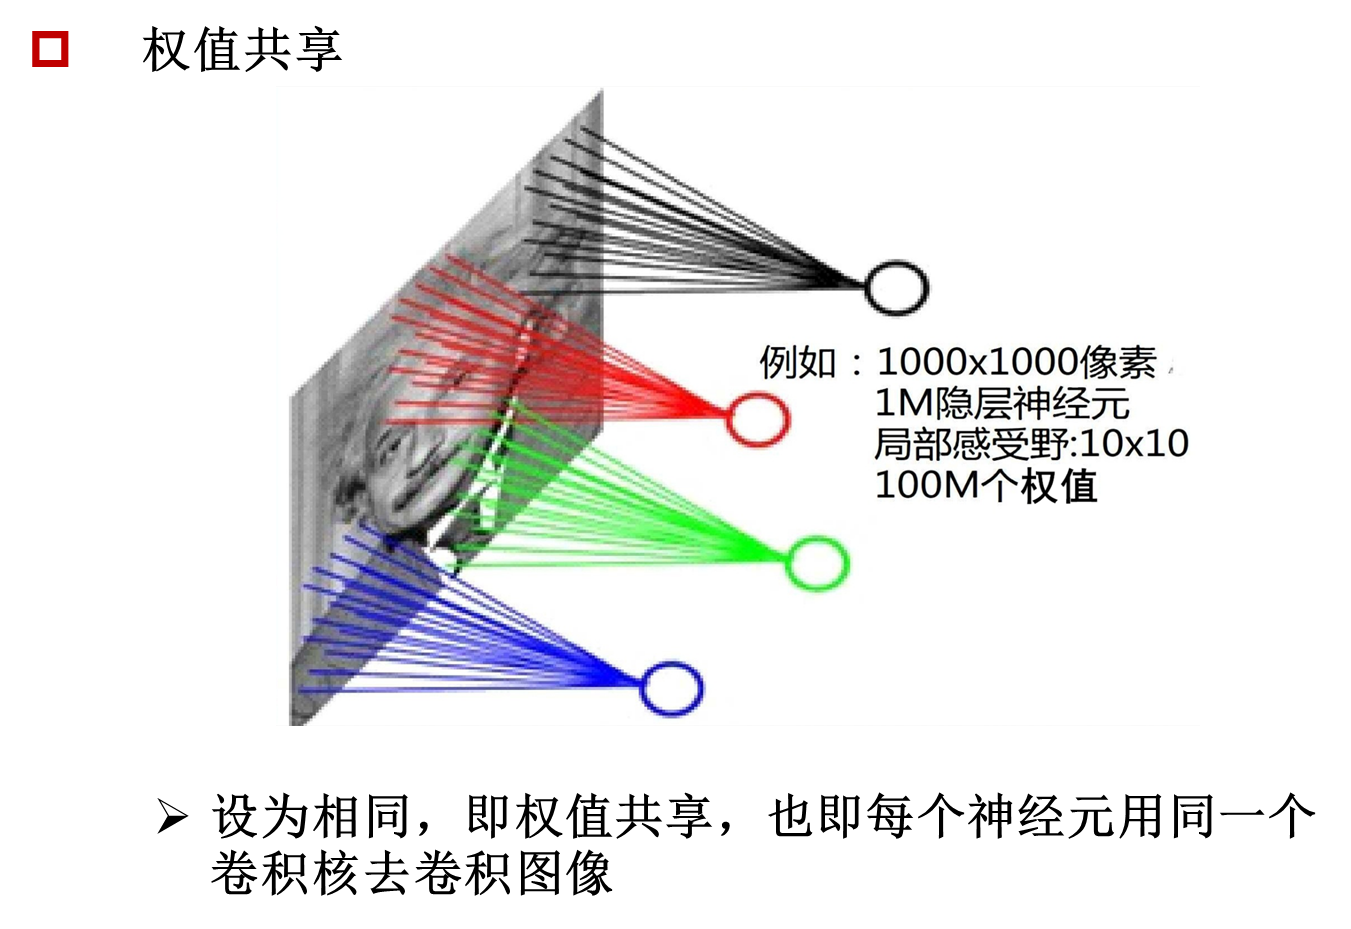 权值共享
例如：1000x1000像素
1M隐层神经元
局部感受野:10x10
100M个权值
设为相同，即权值共享，也即每个神经元用同一个
卷积核去卷积图像